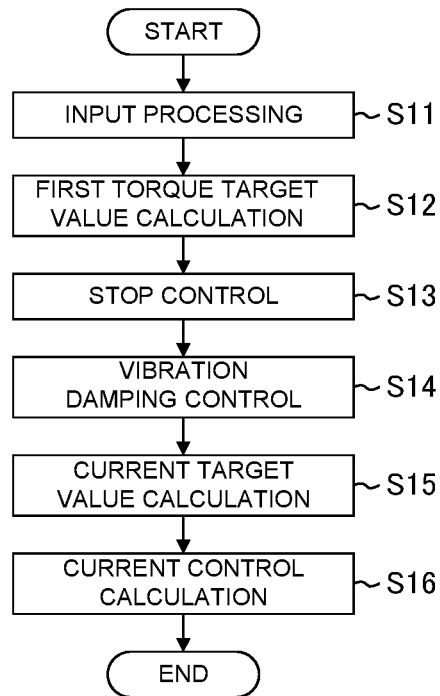 START
INPUT PROCESSING
S11
FIRST TORQUE TARGET
VALUE CALCULATION
S12
STOP CONTROL
S13
VIBRATION
DAMPING CONTROL
S14
CURRENT TARGET
VALUE CALCULATION
S15
CURRENT CONTROL
CALCULATION
S16
END